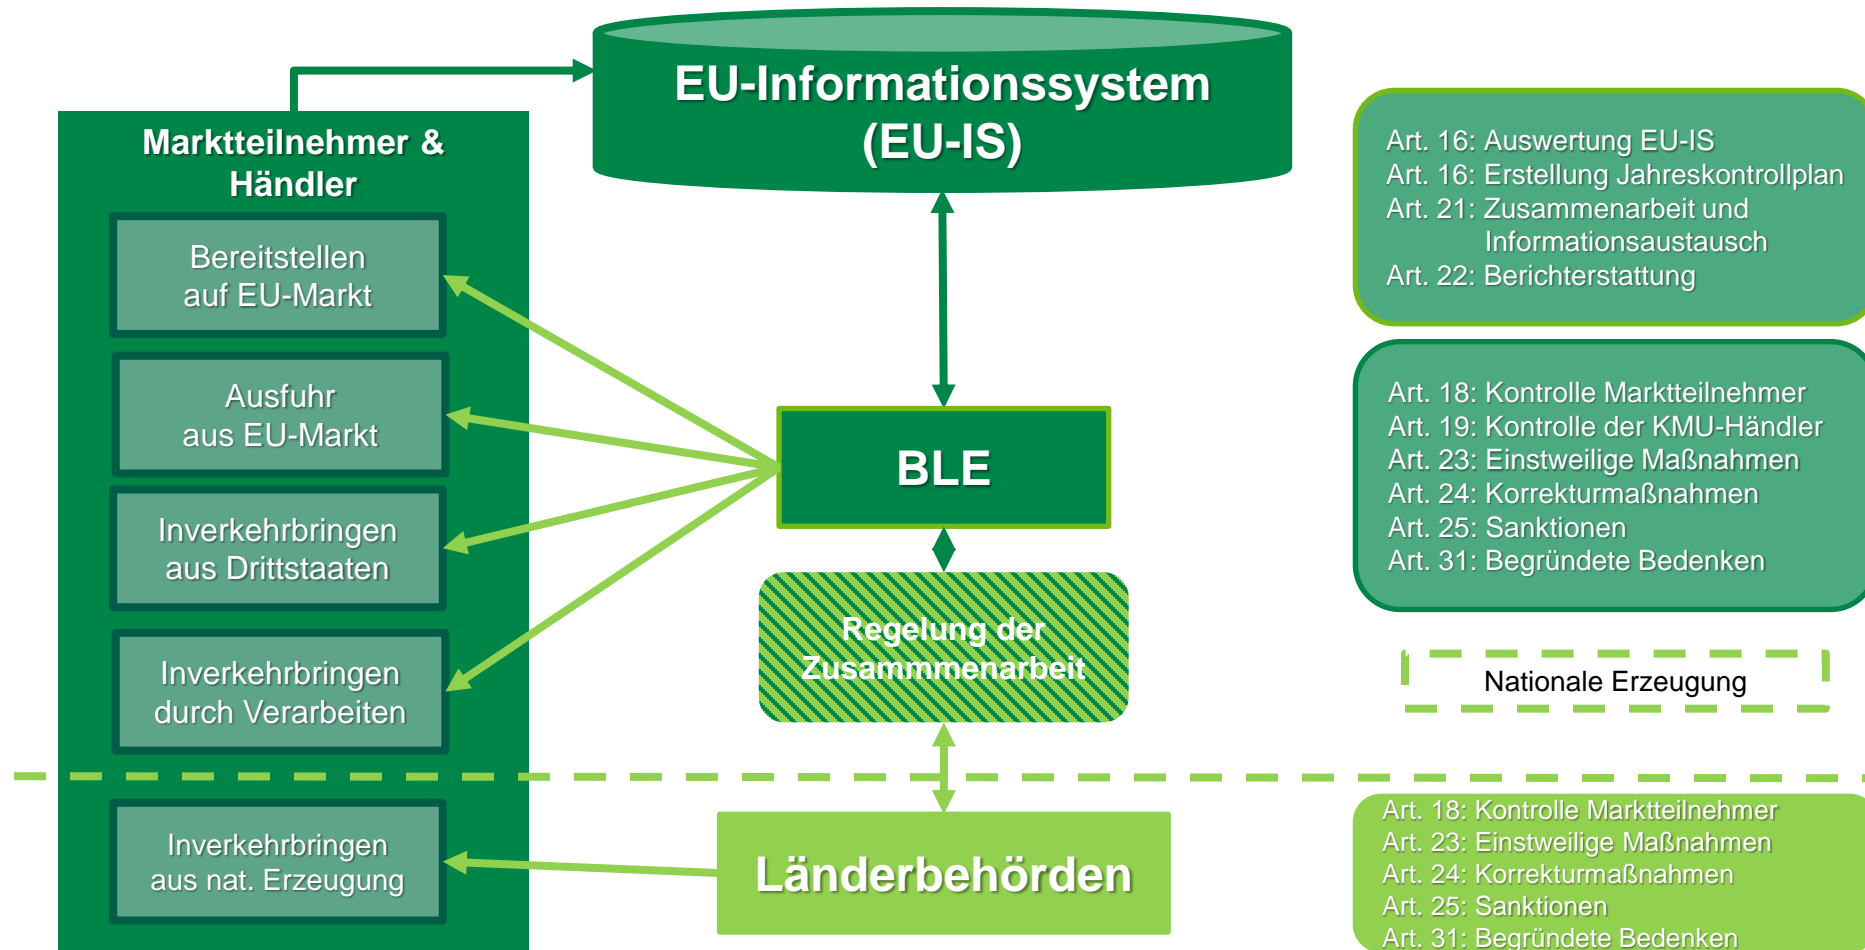 EU-Informationssystem
(EU-IS)
Marktteilnehmer &
Händler
Bereitstellen
auf EU-Markt
Ausfuhr
aus EU-Markt
Inverkehrbringen
aus Drittstaaten
Inverkehrbringen
durch Verarbeiten
Inverkehrbringen
aus nat. Erzeugung
BLE
Regelung der
Zusammmenarbeit
Länderbehörden
Art. 16: Auswertung EU-IS
Art. 16: Erstellung Jahreskontrollplan
Art. 21: Zusammenarbeit und
Informationsaustausch
Art. 22: Berichterstattung
Art. 18: Kontrolle Marktteilnehmer
Art. 19: Kontrolle der KMU-Händler
Art. 23: Einstweilige Maßnahmen
Art. 24: Korrekturmaßnahmen
Art. 25: Sanktionen
Art. 31: Begründete Bedenken
Nationale Erzeugung
Art. 18: Kontrolle Marktteilnehmer
Art. 23: Einstweilige Maßnahmen
Art. 24: Korrekturmaßnahmen
Art. 25: Sanktionen
Art. 31: Begründete Bedenken